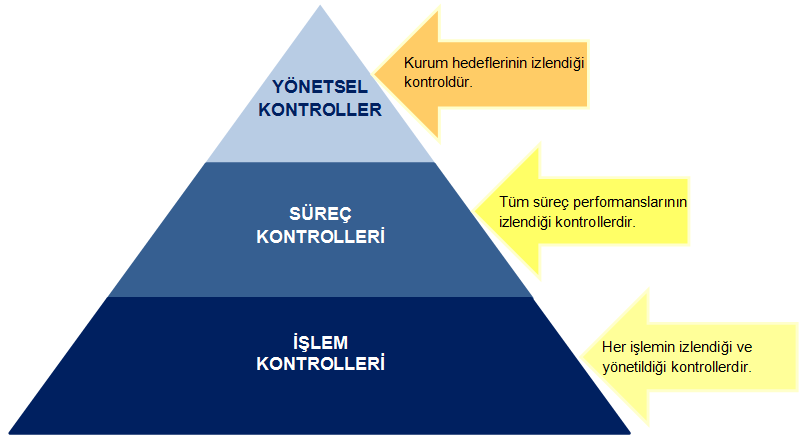 YÖNETSEL
KONTROLLER
Kurum hedeflerinin izlendiği
kontroldür.
SÜREÇ
KONTROLLERİ
Tüm süreç performanslarının
izlendiği kontrollerdir.
İŞLEM
KONTROLLERİ
Her işlemin izlendiği ve
yönetildiği kontrollerdir.